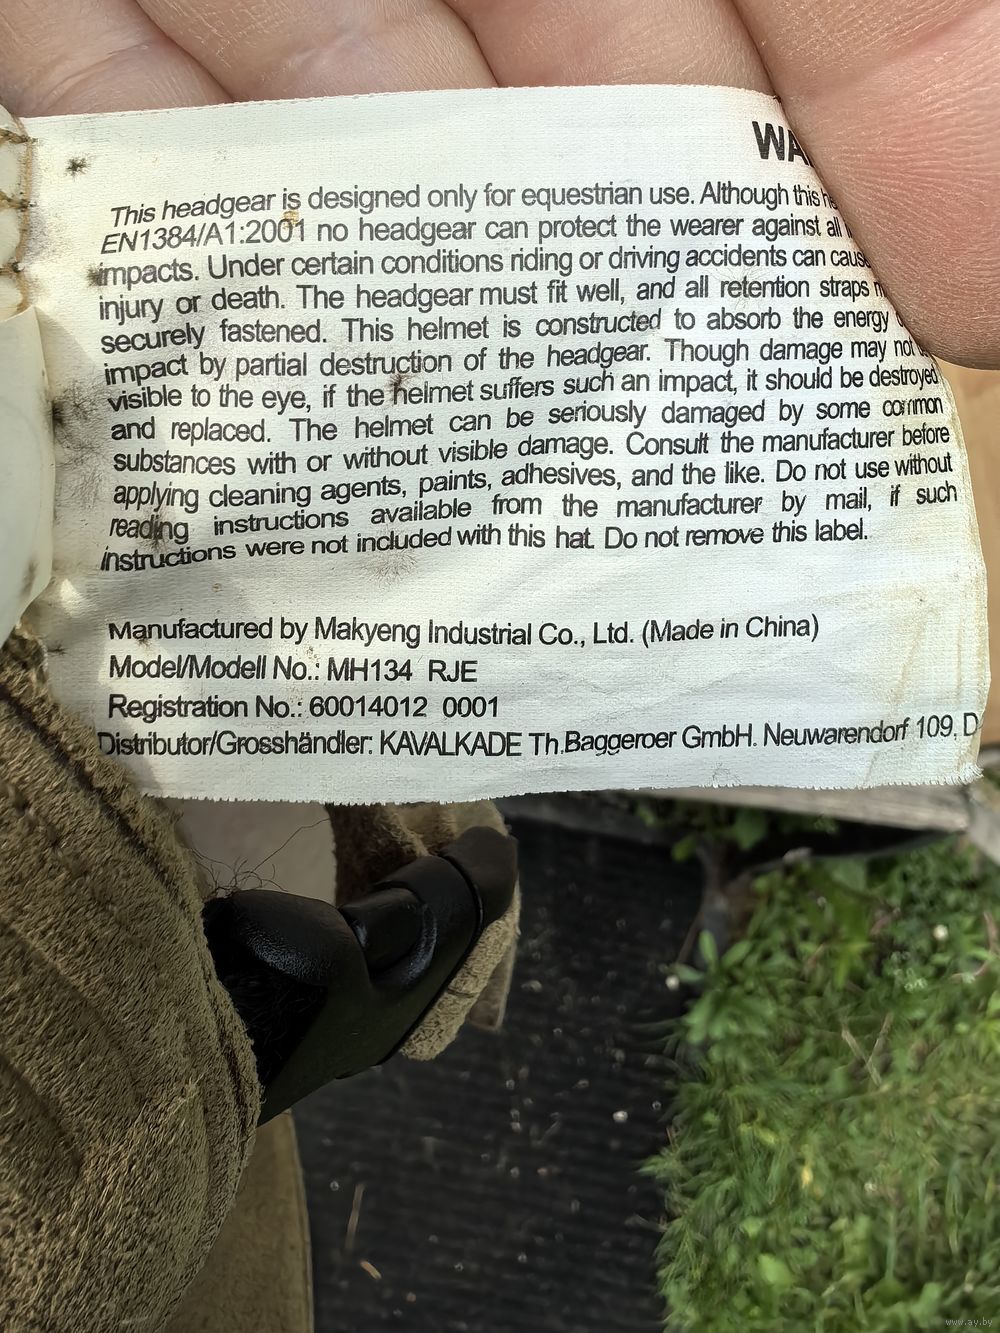 WA
This headgear is designed only for equestrian use. Although this
EN1384/A1:2001 no headgear can protect the wearer against all
impacts. Under certain conditions riding or driving accidents can cause
injury or death. The headgear must fit well, and all retention straps
securely fastened. This helmet is constructed to absorb the energy
impact by partial destruction of the headgear. Though damage may not
visible to the eye, if the helmet suffers such an impact, it should be destroyed
and replaced. The helmet can be seriously damaged by some common
substances with or without visible damage. Consult the manufacturer before
applying cleaning agents, paints, adhesives, and the like. Do not use without
reading instructions available from the manufacturer by mail, if such
instructions were not included with this hat. Do not remove this label.
Manufactured by Makyeng Industrial Co., Ltd. (Made in China)
Model/Modell No.: MH134 RJE
Registration No.: 60014012 0001
Distributor/Grosshändler: KAVALKADE Th.Baggeroer GmbH. Neuwarendorf 109, D
www.ay.by